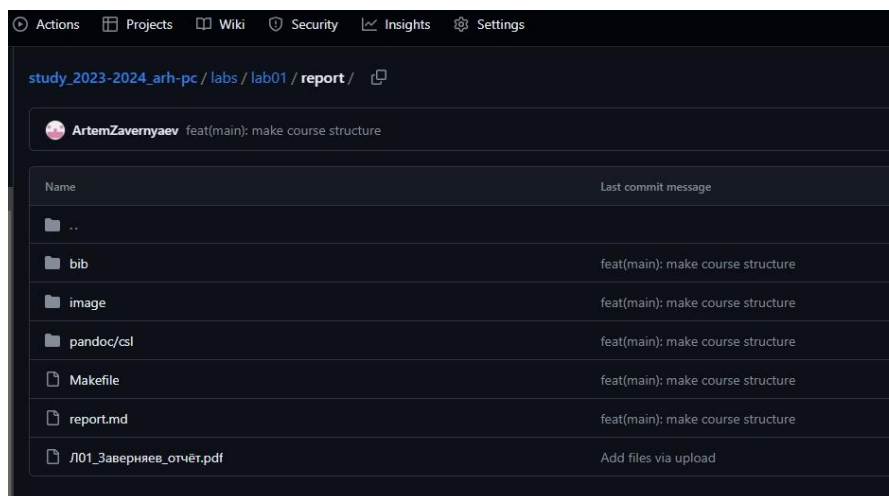 Actions Projects Wiki Security Insights Settings
study_2023-2024_arh-pc / labs / lab01 / report /
ArtemZavernyaev feat(main): make course structure
Name Last commit message
..
bib feat(main): make course structure
image feat(main): make course structure
pandoc/csl feat(main): make course structure
Makefile feat(main): make course structure
report.md feat(main): make course structure
Л01_Заверняев_отчёт.pdf Add files via upload